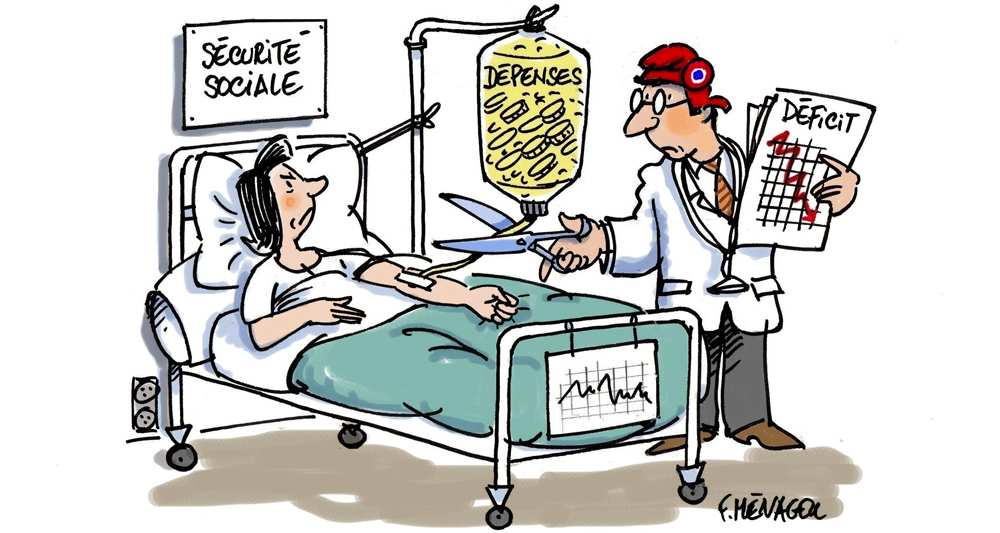 SÉCURITÉ
SOCIALE
DÉPENSES
DÉFICIT
F. MÉNAGER